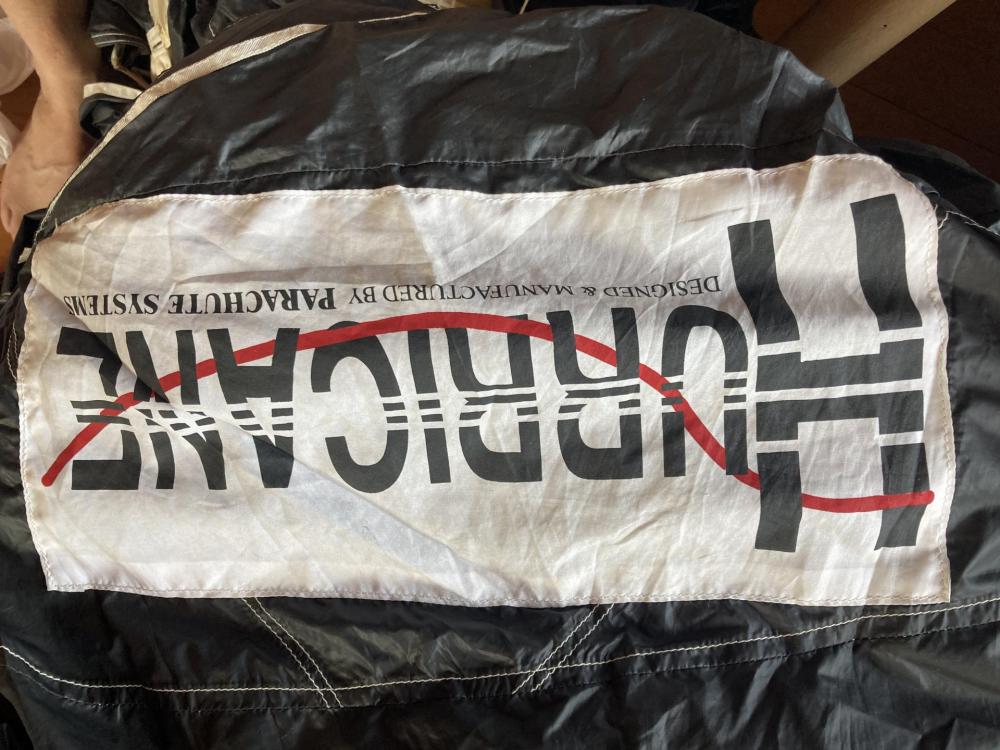 HURRICANE
DESIGNED & MANUFACTURED BY PARACHUTE SYSTEMS